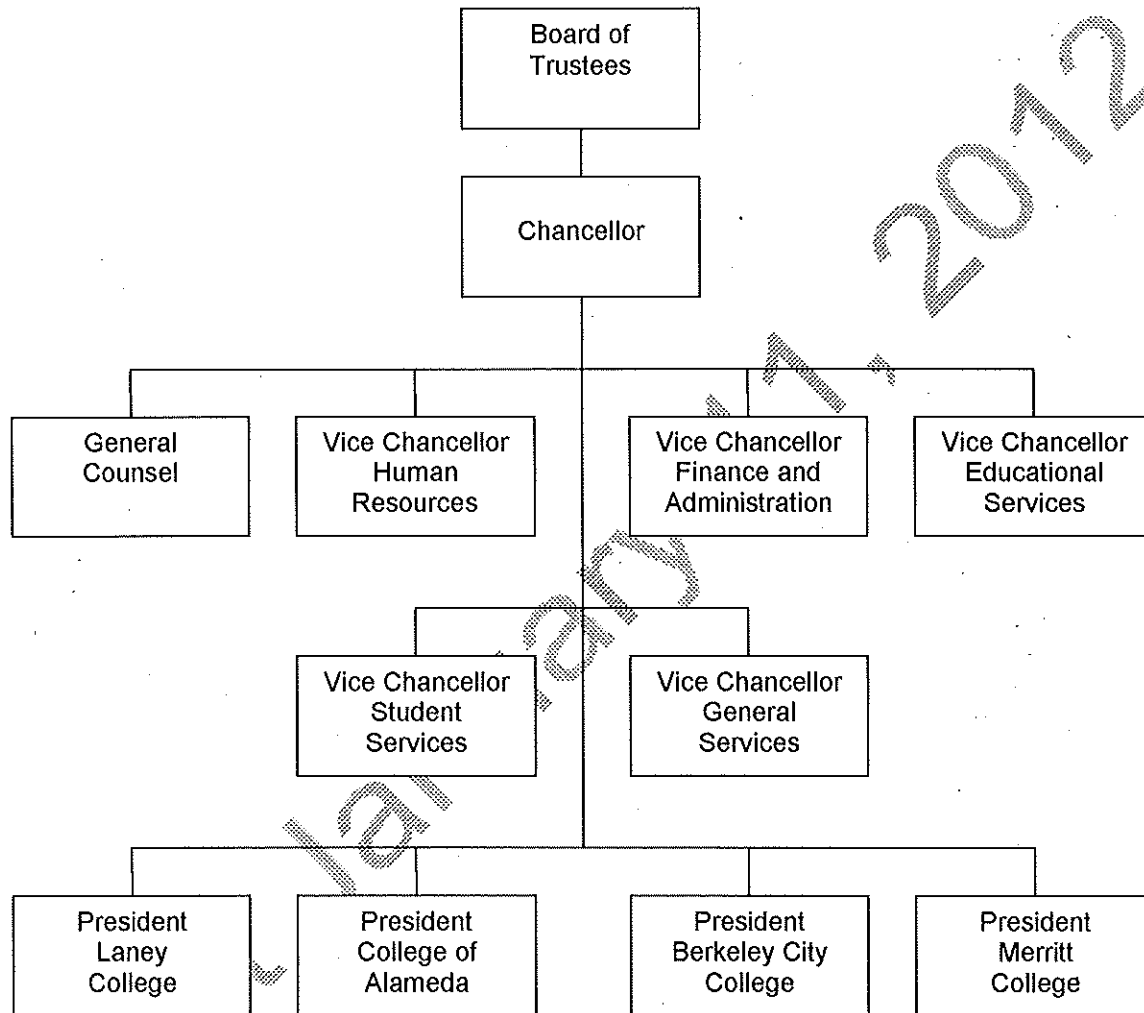 Board of
Trustees
Chancellor
General
Counsel
Vice Chancellor
Human
Resources
Vice Chancellor
Finance and
Administration
Vice Chancellor
Educational
Services
Vice Chancellor
Student
Services
Vice Chancellor
General
Services
President
Laney
College
President
College of
Alameda
President
Berkeley City
College
President
Merritt
College
2012